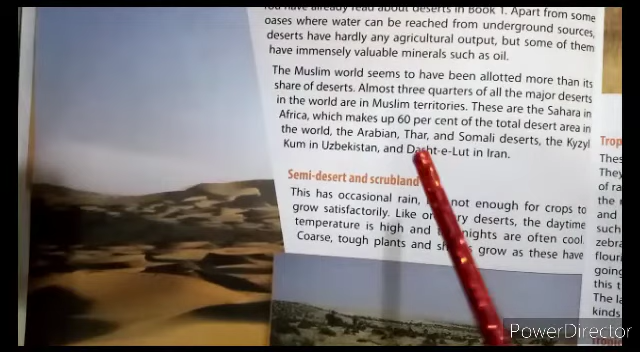 You have already read about deserts in Book 1. Apart from some
oases where water can be reached from underground sources,
deserts have hardly any agricultural output, but some of them
have immensely valuable minerals such as oil.
The Muslim world seems to have been allotted more than its
share of deserts. Almost three quarters of all the major deserts
in the world are in Muslim territories. These are the Sahara in
Africa, which makes up 60 per cent of the total desert area in
the world, the Arabian, Thar, and Somali deserts, the Kyzyl
Kum in Uzbekistan, and Dasht-e-Lut in Iran.
Semi-desert and scrubland
This has occasional rain, not enough for crops to
grow satisfactorily. Like deserts, the daytime
temperature is high and nights are often cool.
Coarse, tough plants and grow as these have
Trop
Thes
They
of ra
the
and
such
zebra
flouri
going
this t
The la
kinds
PowerDirector